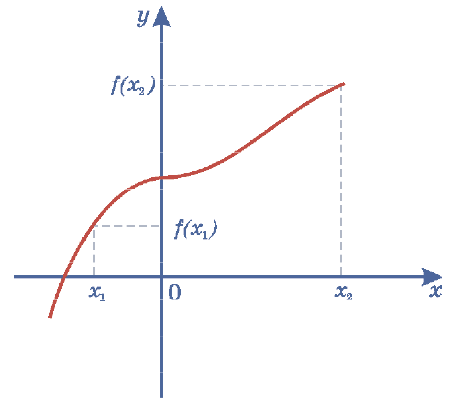 y
f(x₂)
f(x₁)
x₁
0
x₂
x